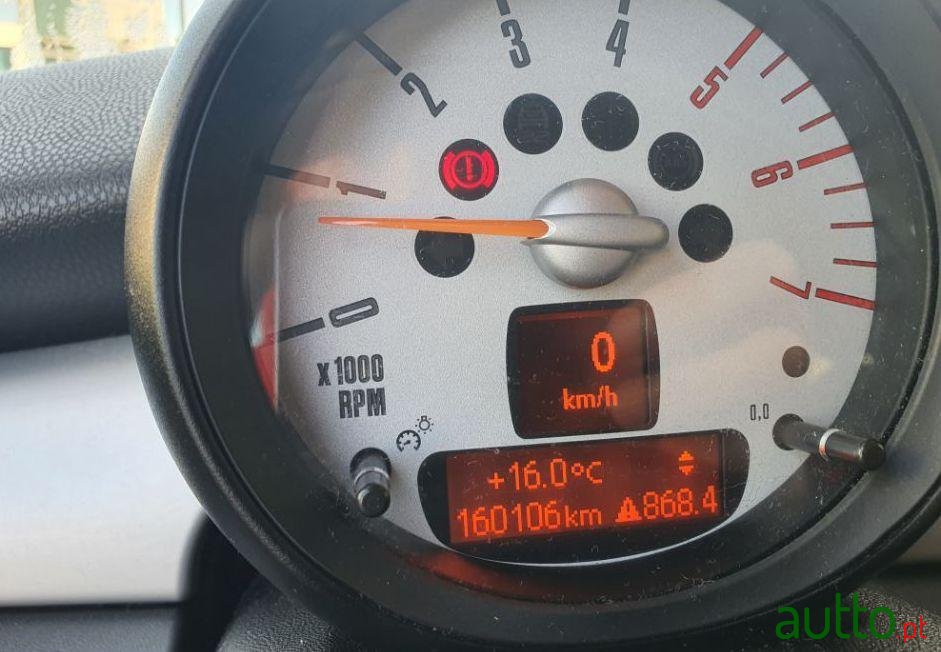 3 4
2 5
1 6
0 7
x 1000
RPM
0
km/h
0,0
+16.0°C
160106km 868.4
autto.pt